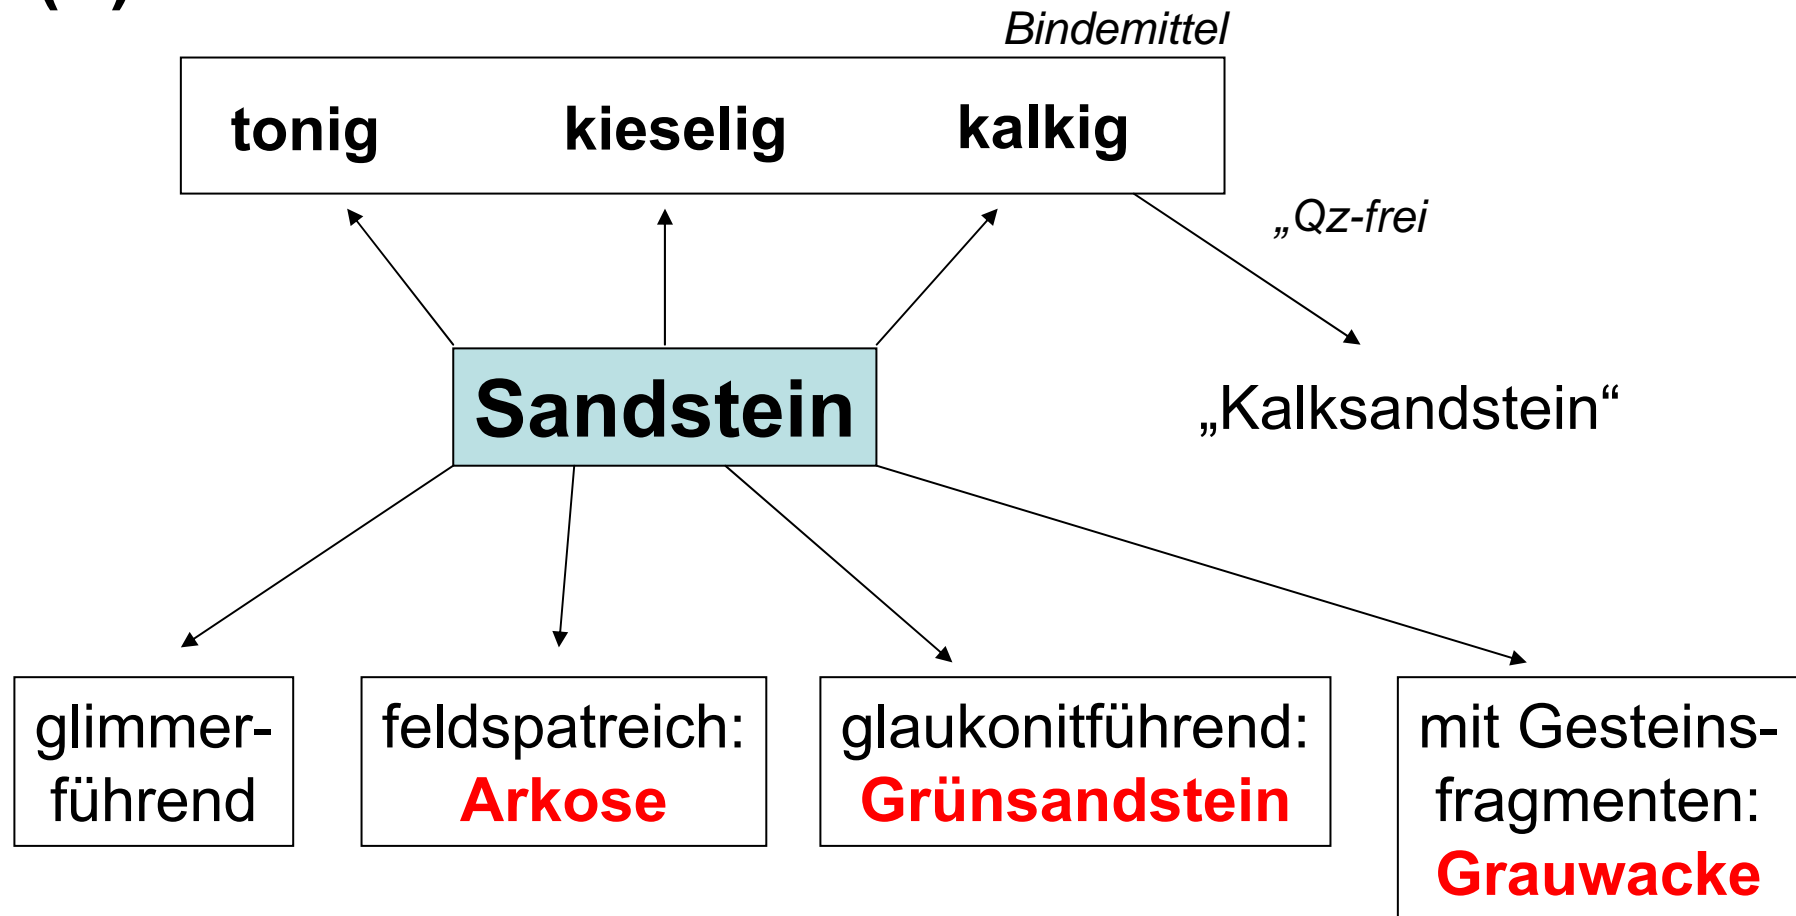 Bindemittel
tonig kieselig kalkig
„Qz-frei
Sandstein
„Kalksandstein“
glimmer-
führend
feldspatreich:
Arkose
glaukonitführend:
Grünsandstein
mit Gesteins-
fragmenten:
Grauwacke